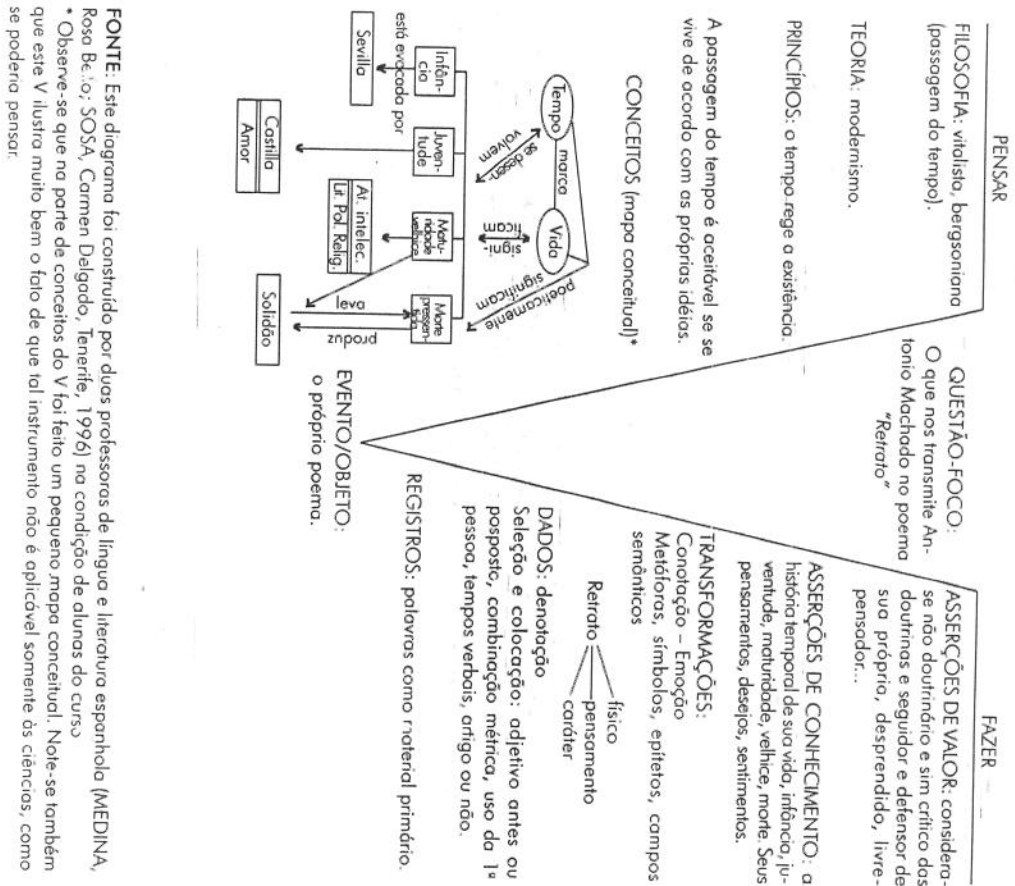 PENSAR
FILOSOFIA: vitalista, bergsoniana
(passagem do tempo).
TEORIA: modernismo.
PRINCÍPIOS: o tempo rege a existência.
A passagem do tempo é aceitável se se
vive de acordo com as próprias idéias.
CONCEITOS (mapa conceitual)*
Tempo
marca
Vida
se desen-
volvem
signi-
ficam
poeticamente
significam
Infân-
cia
Juven-
tude
Matu-
ridade
velhice
Morte
pressen-
tida
está evocada por
Sevilla
At. intelec.
Lit. Pol. Relig.
leva
produz
Castilla
Amor
Solidão
QUESTÃO-FOCO:
O que nos transmite An-
tonio Machado no poema
"Retrato"
EVENTO/OBJETO:
o próprio poema.
FAZER
ASSERÇÕES DE VALOR: considera-
se não doutrinário e sim crítico das
doutrinas e seguidor e defensor de
sua própria, desprendido, livre-
pensador...
ASSERÇÕES DE CONHECIMENTO: a
história temporal de sua vida, infância, ju-
ventude, maturidade, velhice, morte. Seus
pensamentos, desejos, sentimentos.
TRANSFORMAÇÕES:
Conotação – Emoção
Metáforas, símbolos, epítetos, campos
semânticos
Retrato
físico
pensamento
caráter
DADOS: denotação
Seleção e colocação: adjetivo antes ou
posposto, combinação métrica, uso da 1ª
pessoa, tempos verbais, artigo ou não.
REGISTROS: palavras como material primário.
FONTE: Este diagrama foi construído por duas professoras de língua e literatura espanhola (MEDINA,
Rosa; SOSA, Carmen Delgado, Tenerife, 1996) na condição de alunas do curso
* Observe-se que na parte de conceitos do V foi feito um pequeno mapa conceitual. Note-se também
que este V ilustra muito bem o fato de que tal instrumento não é aplicável somente às ciências, como
se poderia pensar.